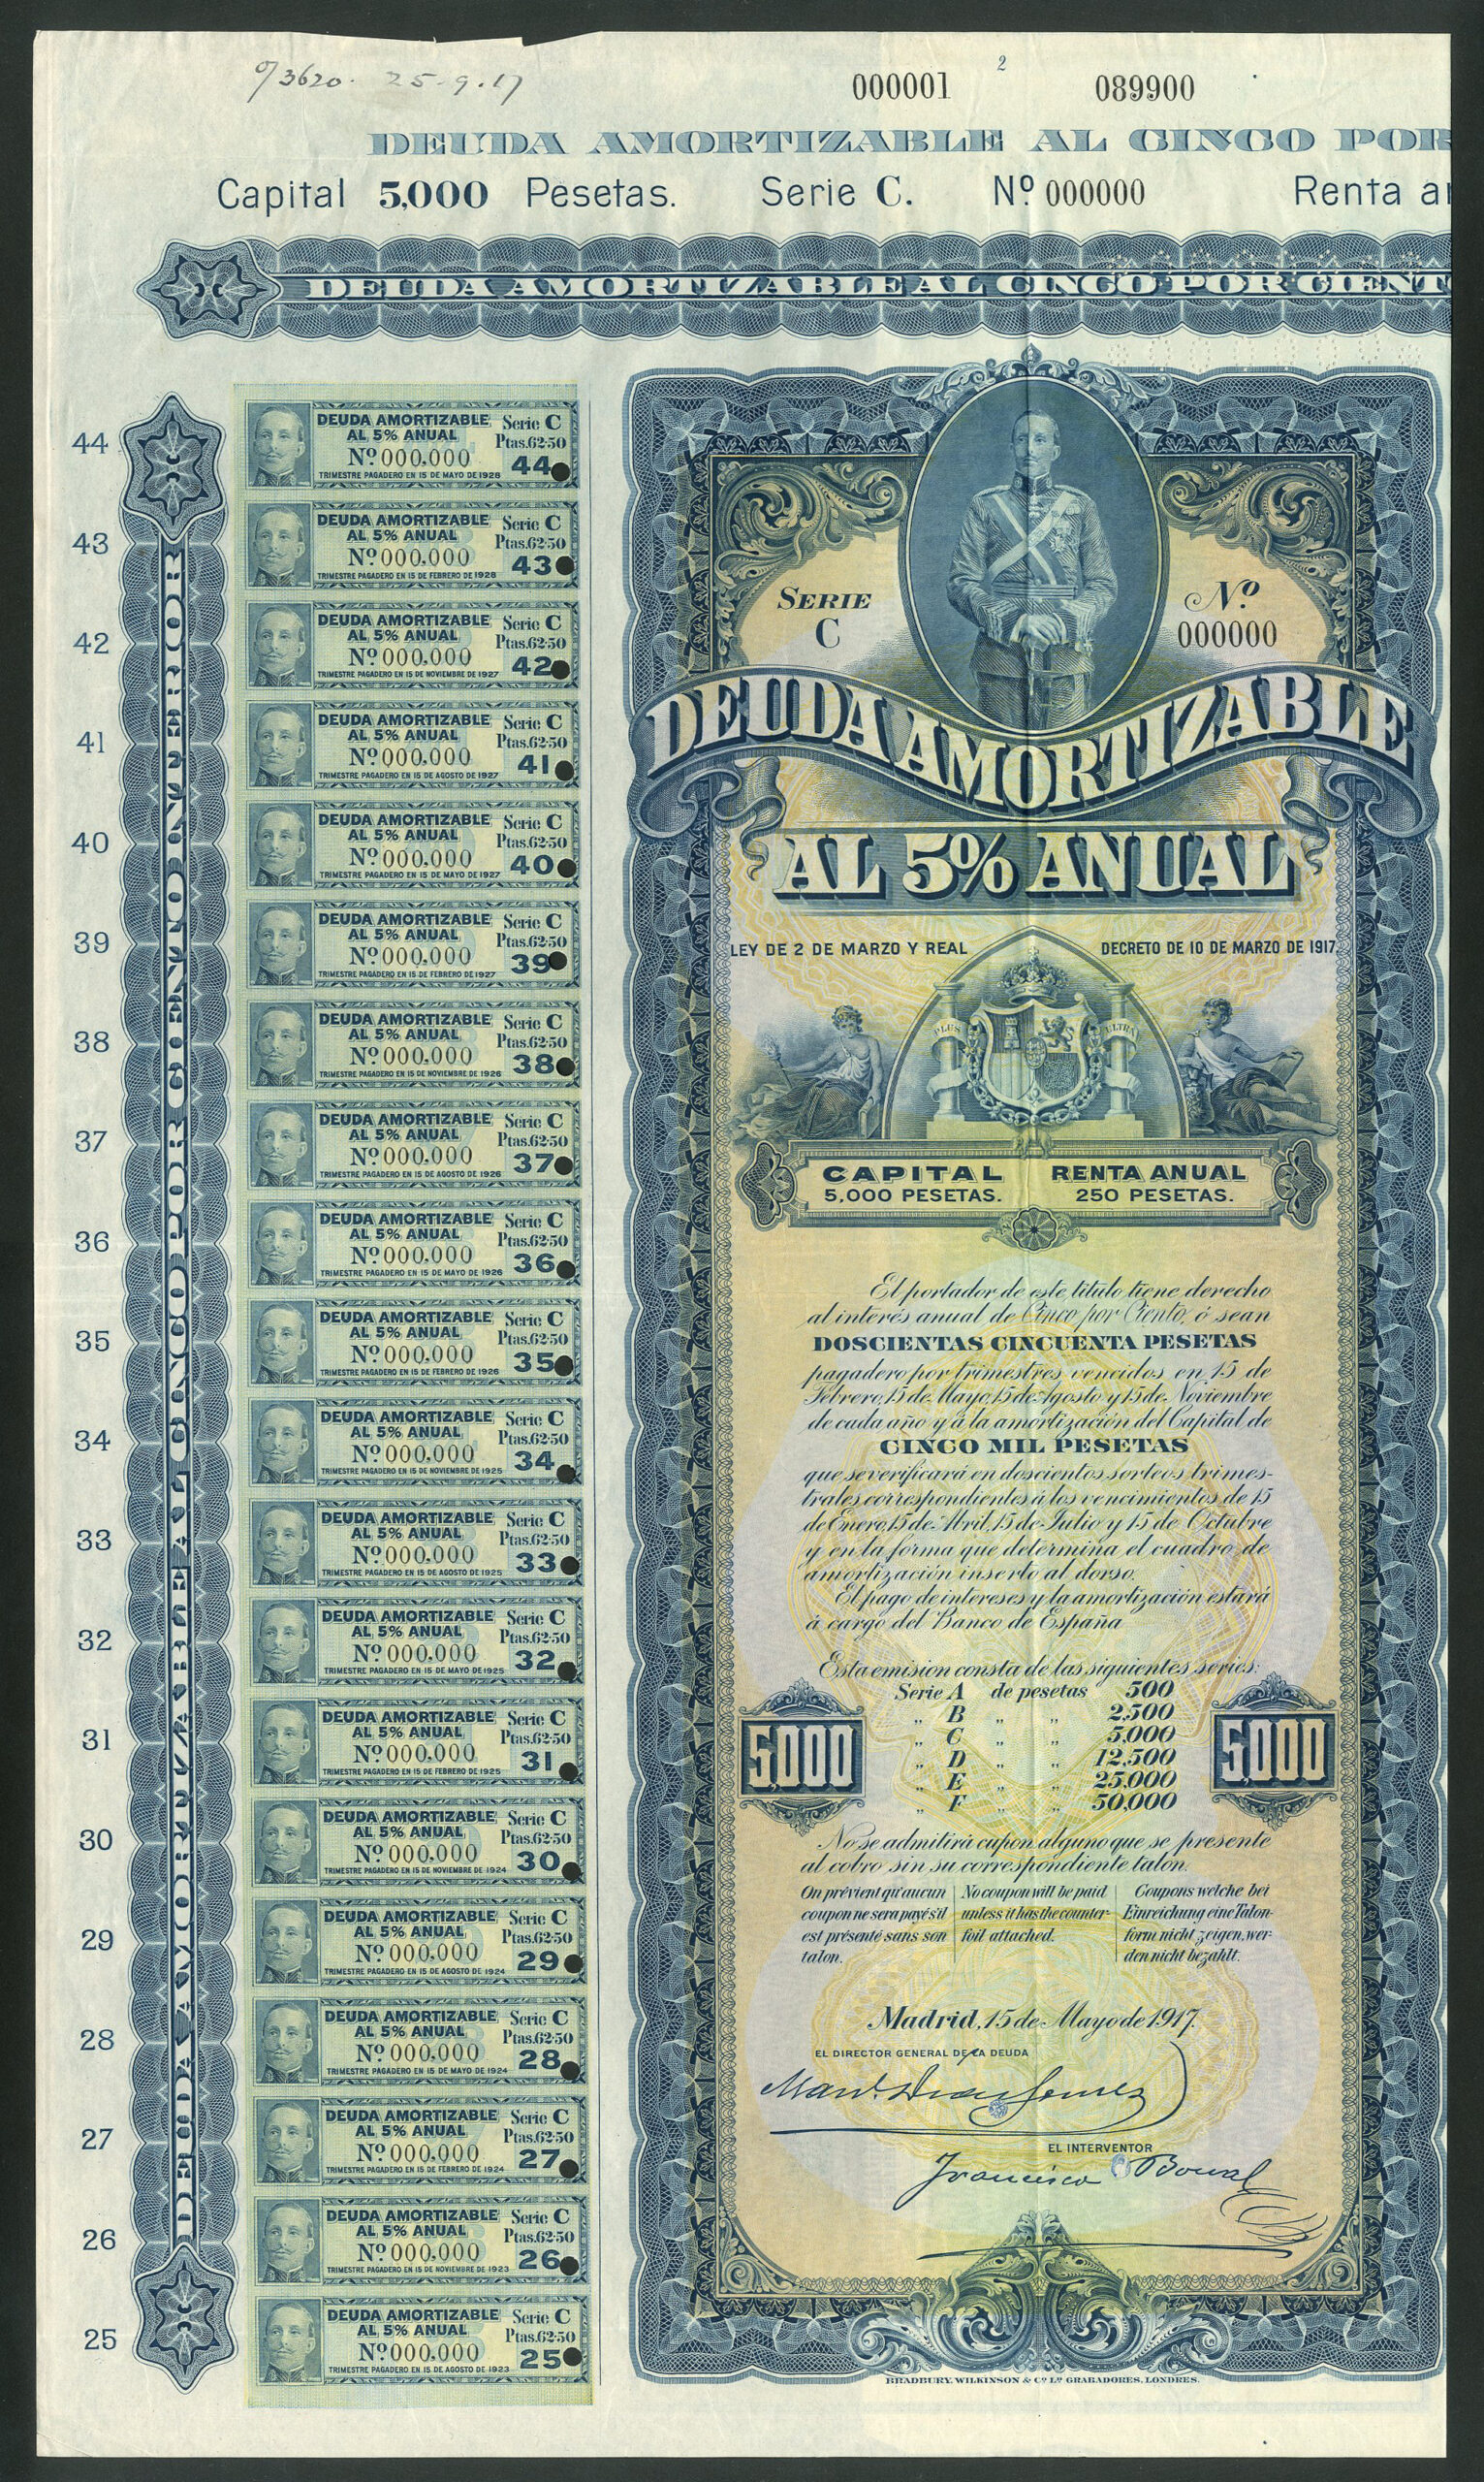 o/3620. 25-9.17
000001 2 089900
DEUDA AMORTIZABLE AL CINCO POR
Capital 5,000 Pesetas. Serie C. Nº 000000 Renta an
DEUDA AMORTIZABLE AL CINCO POR CIENT
DEUDA AMORTIZABLE AL CINCO POR CIENTO INTERIOR
44
DEUDA AMORTIZABLE Serie C
AL 5% ANUAL Ptas.62·50
Nº 000,000 44
TRIMESTRE PAGADERO EN 15 DE MAYO DE 1928
43
DEUDA AMORTIZABLE Serie C
AL 5% ANUAL Ptas.62·50
Nº 000,000 43
TRIMESTRE PAGADERO EN 15 DE FEBRERO DE 1928
42
DEUDA AMORTIZABLE Serie C
AL 5% ANUAL Ptas.62·50
Nº 000,000 42
TRIMESTRE PAGADERO EN 15 DE NOVIEMBRE DE 1927
41
DEUDA AMORTIZABLE Serie C
AL 5% ANUAL Ptas.62·50
Nº 000,000 41
TRIMESTRE PAGADERO EN 15 DE AGOSTO DE 1927
40
DEUDA AMORTIZABLE Serie C
AL 5% ANUAL Ptas.62·50
Nº 000,000 40
TRIMESTRE PAGADERO EN 15 DE MAYO DE 1927
39
DEUDA AMORTIZABLE Serie C
AL 5% ANUAL Ptas.62·50
Nº 000,000 39
TRIMESTRE PAGADERO EN 15 DE FEBRERO DE 1927
38
DEUDA AMORTIZABLE Serie C
AL 5% ANUAL Ptas.62·50
Nº 000,000 38
TRIMESTRE PAGADERO EN 15 DE NOVIEMBRE DE 1926
37
DEUDA AMORTIZABLE Serie C
AL 5% ANUAL Ptas.62·50
Nº 000,000 37
TRIMESTRE PAGADERO EN 15 DE AGOSTO DE 1926
36
DEUDA AMORTIZABLE Serie C
AL 5% ANUAL Ptas.62·50
Nº 000,000 36
TRIMESTRE PAGADERO EN 15 DE MAYO DE 1926
35
DEUDA AMORTIZABLE Serie C
AL 5% ANUAL Ptas.62·50
Nº 000,000 35
TRIMESTRE PAGADERO EN 15 DE FEBRERO DE 1926
34
DEUDA AMORTIZABLE Serie C
AL 5% ANUAL Ptas.62·50
Nº 000,000 34
TRIMESTRE PAGADERO EN 15 DE NOVIEMBRE DE 1925
33
DEUDA AMORTIZABLE Serie C
AL 5% ANUAL Ptas.62·50
Nº 000,000 33
TRIMESTRE PAGADERO EN 15 DE AGOSTO DE 1925
32
DEUDA AMORTIZABLE Serie C
AL 5% ANUAL Ptas.62·50
Nº 000,000 32
TRIMESTRE PAGADERO EN 15 DE MAYO DE 1925
31
DEUDA AMORTIZABLE Serie C
AL 5% ANUAL Ptas.62·50
Nº 000,000 31
TRIMESTRE PAGADERO EN 15 DE FEBRERO DE 1925
30
DEUDA AMORTIZABLE Serie C
AL 5% ANUAL Ptas.62·50
Nº 000,000 30
TRIMESTRE PAGADERO EN 15 DE NOVIEMBRE DE 1924
29
DEUDA AMORTIZABLE Serie C
AL 5% ANUAL Ptas.62·50
Nº 000,000 29
TRIMESTRE PAGADERO EN 15 DE AGOSTO DE 1924
28
DEUDA AMORTIZABLE Serie C
AL 5% ANUAL Ptas.62·50
Nº 000,000 28
TRIMESTRE PAGADERO EN 15 DE MAYO DE 1924
27
DEUDA AMORTIZABLE Serie C
AL 5% ANUAL Ptas.62·50
Nº 000,000 27
TRIMESTRE PAGADERO EN 15 DE FEBRERO DE 1924
26
DEUDA AMORTIZABLE Serie C
AL 5% ANUAL Ptas.62·50
Nº 000,000 26
TRIMESTRE PAGADERO EN 15 DE NOVIEMBRE DE 1923
25
DEUDA AMORTIZABLE Serie C
AL 5% ANUAL Ptas.62·50
Nº 000,000 25
TRIMESTRE PAGADERO EN 15 DE AGOSTO DE 1923
SERIE Nº
C 000000
DEUDA AMORTIZABLE
AL 5% ANUAL
LEY DE 2 DE MARZO Y REAL DECRETO DE 10 DE MARZO DE 1917
PLUS ULTRA
CAPITAL RENTA ANUAL
5,000 PESETAS. 250 PESETAS.
El portador de este título tiene derecho
al interés anual de Cinco por Ciento, ó sean
DOSCIENTAS CINCUENTA PESETAS
pagadero por trimestres vencidos en 15 de
Febrero, 15 de Mayo, 15 de Agosto y 15 de Noviembre
de cada año y á la amortización del Capital de
CINCO MIL PESETAS
que se verificará en doscientos sorteos trimes-
trales correspondientes á los vencimientos de 15
de Enero, 15 de Abril, 15 de Julio y 15 de Octubre
y en la forma que determina el cuadro de
amortización inserto al dorso.
El pago de intereses y la amortización estará
á cargo del Banco de España
Esta emision consta de las siguientes series:
Serie A de pesetas 500
„ B „ „ 2,500
„ C „ „ 5,000
„ D „ „ 12,500
„ E „ „ 25,000
„ F „ „ 50,000
5,000 5,000
No se admitirá cupon alguno que se presente
al cobro sin su correspondiente talón.
On prévient qu'aucun
coupon ne sera payé s'il
est présenté sans son
talon.
No coupon will be paid
unless it has the counter-
foil attached.
Coupons welche bei
Einreichung eine Talon-
form nicht zeigen, wer-
den nicht bezahlt.
Madrid, 15 de Mayo de 1917.
EL DIRECTOR GENERAL DE LA DEUDA
EL INTERVENTOR
Francisco
BRADBURY, WILKINSON & Cº Lᵈ GRABADORES, LONDRES.